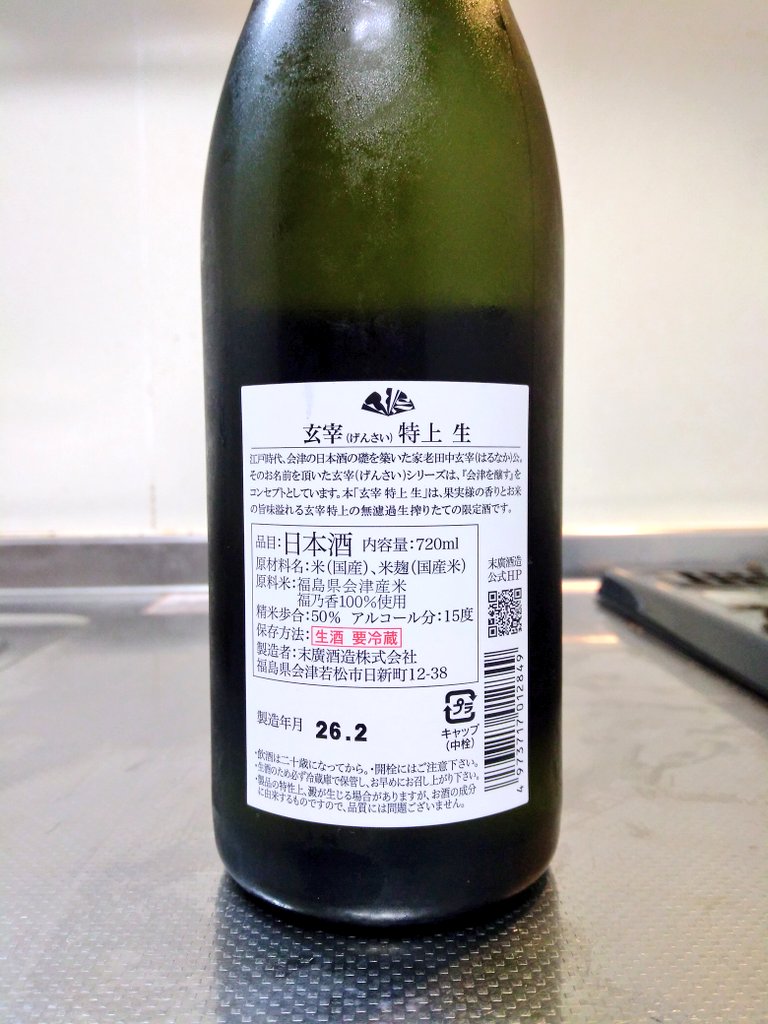 玄宰(げんさい)特上 生
江戸時代、会津の日本酒の礎を築いた家老田中玄宰(はるなか)公。
そのお名前を頂いた玄宰(げんさい)シリーズは、『会津を醸す』を
コンセプトとしています。本「玄宰 特上 生」は、果実様の香りとお米
の旨味溢れる玄宰特上の無濾過生搾りたての限定酒です。
品目:日本酒 内容量:720ml
原材料名:米(国産)、米麹(国産米)
原料米:福島県会津産米
福乃香100%使用
精米歩合:50% アルコール分:15度
保存方法:生酒 要冷蔵
製造者:末廣酒造株式会社
福島県会津若松市日新町12-38
末廣酒造
公式HP
製造年月 26.2
プラ
キャップ
(中栓)
4973717012849
・飲酒は二十歳になってから。・開栓にはご注意下さい。
・生酒のため必ず冷蔵庫で保管し、お早めにお召し上がり下さい。
・製品の特性上、澱が生じる場合がありますが、お酒の成分
に由来するものですので、品質には問題ございません。